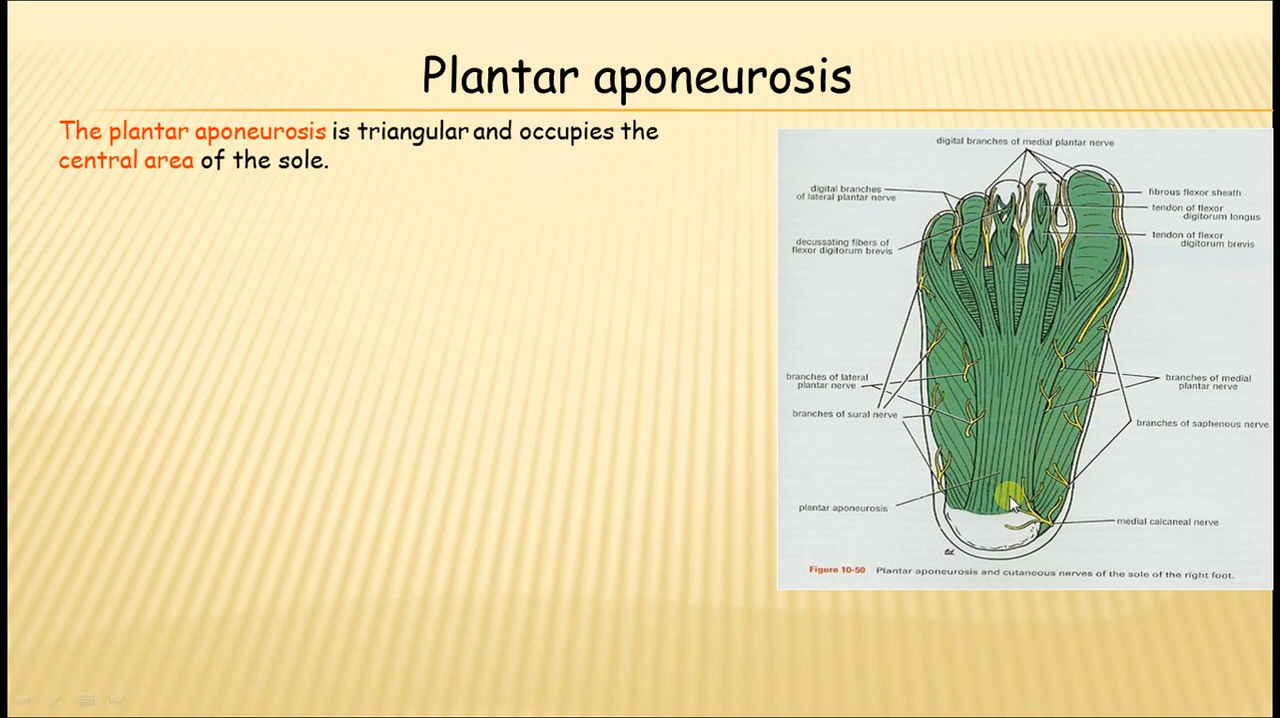 Plantar aponeurosis
The plantar aponeurosis is triangular and occupies the
central area of the sole.
digital branches of medial plantar nerve
digital branches
of lateral plantar nerve
decussating fibers of
flexor digitorum brevis
fibrous flexor sheath
tendon of flexor
digitorum longus
tendon of flexor
digitorum brevis
branches of lateral
plantar nerve
branches of sural nerve
branches of medial
plantar nerve
branches of saphenous nerve
plantar aponeurosis
medial calcaneal nerve
Figure 10-50 Plantar aponeurosis and cutaneous nerves of the sole of the right foot.